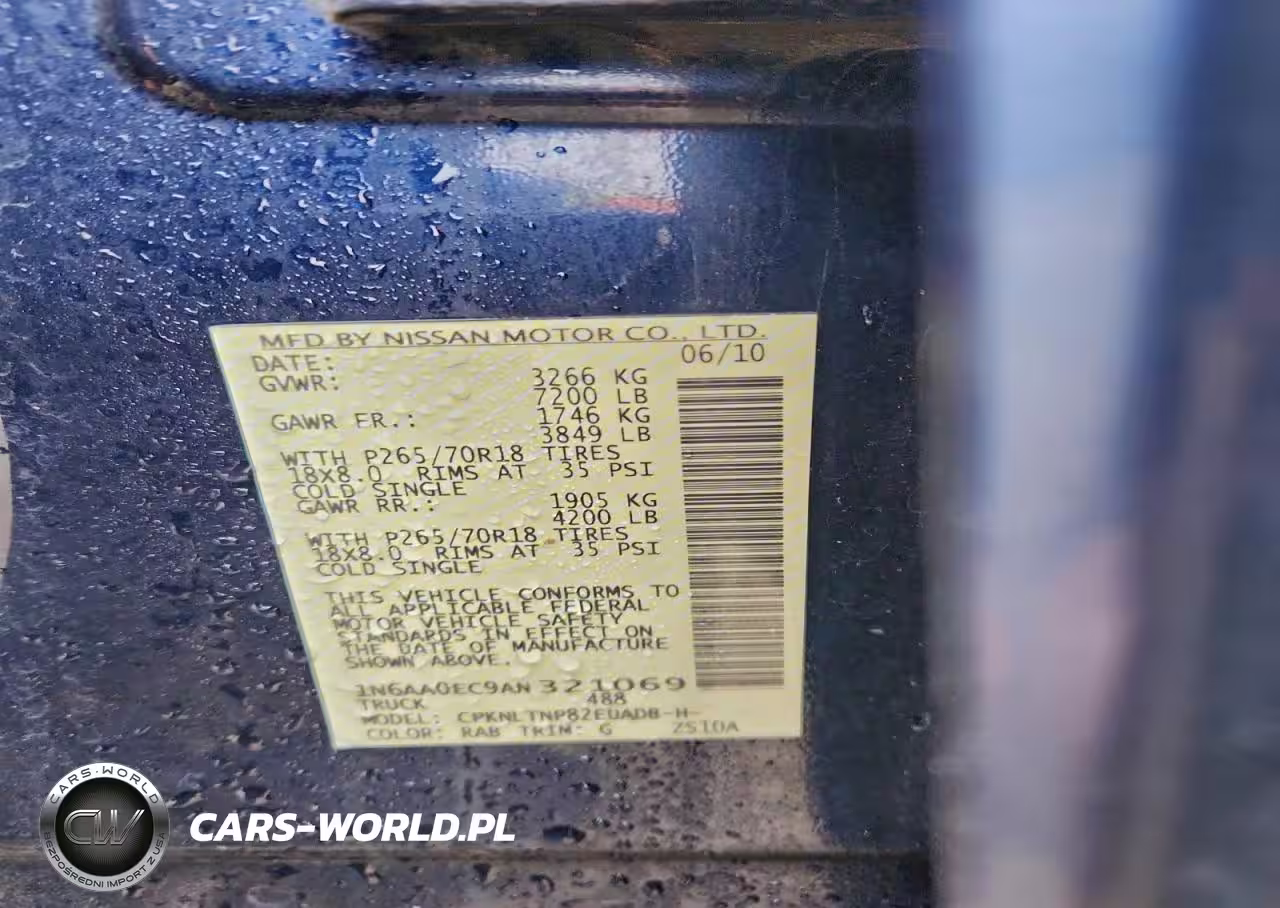 MFD BY NISSAN MOTOR CO., LTD.
DATE: 06/10
GVWR: 3266 KG
7200 LB
GAWR FR.: 1746 KG
3849 LB
WITH P265/70R18 TIRES
18X8.0 RIMS AT 35 PSI
COLD SINGLE
GAWR RR.: 1905 KG
4200 LB
WITH P265/70R18 TIRES
18X8.0 RIMS AT 35 PSI
COLD SINGLE
THIS VEHICLE CONFORMS TO
ALL APPLICABLE FEDERAL
MOTOR VEHICLE SAFETY
STANDARDS IN EFFECT ON
THE DATE OF MANUFACTURE
SHOWN ABOVE.
1N6AA0EC9AN321069
TRUCK 488
MODEL: CPKNLTNP82EUADB-H-
COLOR: RAB TRIM: G ZS10A
CARS-WORLD
CW
BEZPOŚREDNI IMPORT Z USA
CARS-WORLD.PL